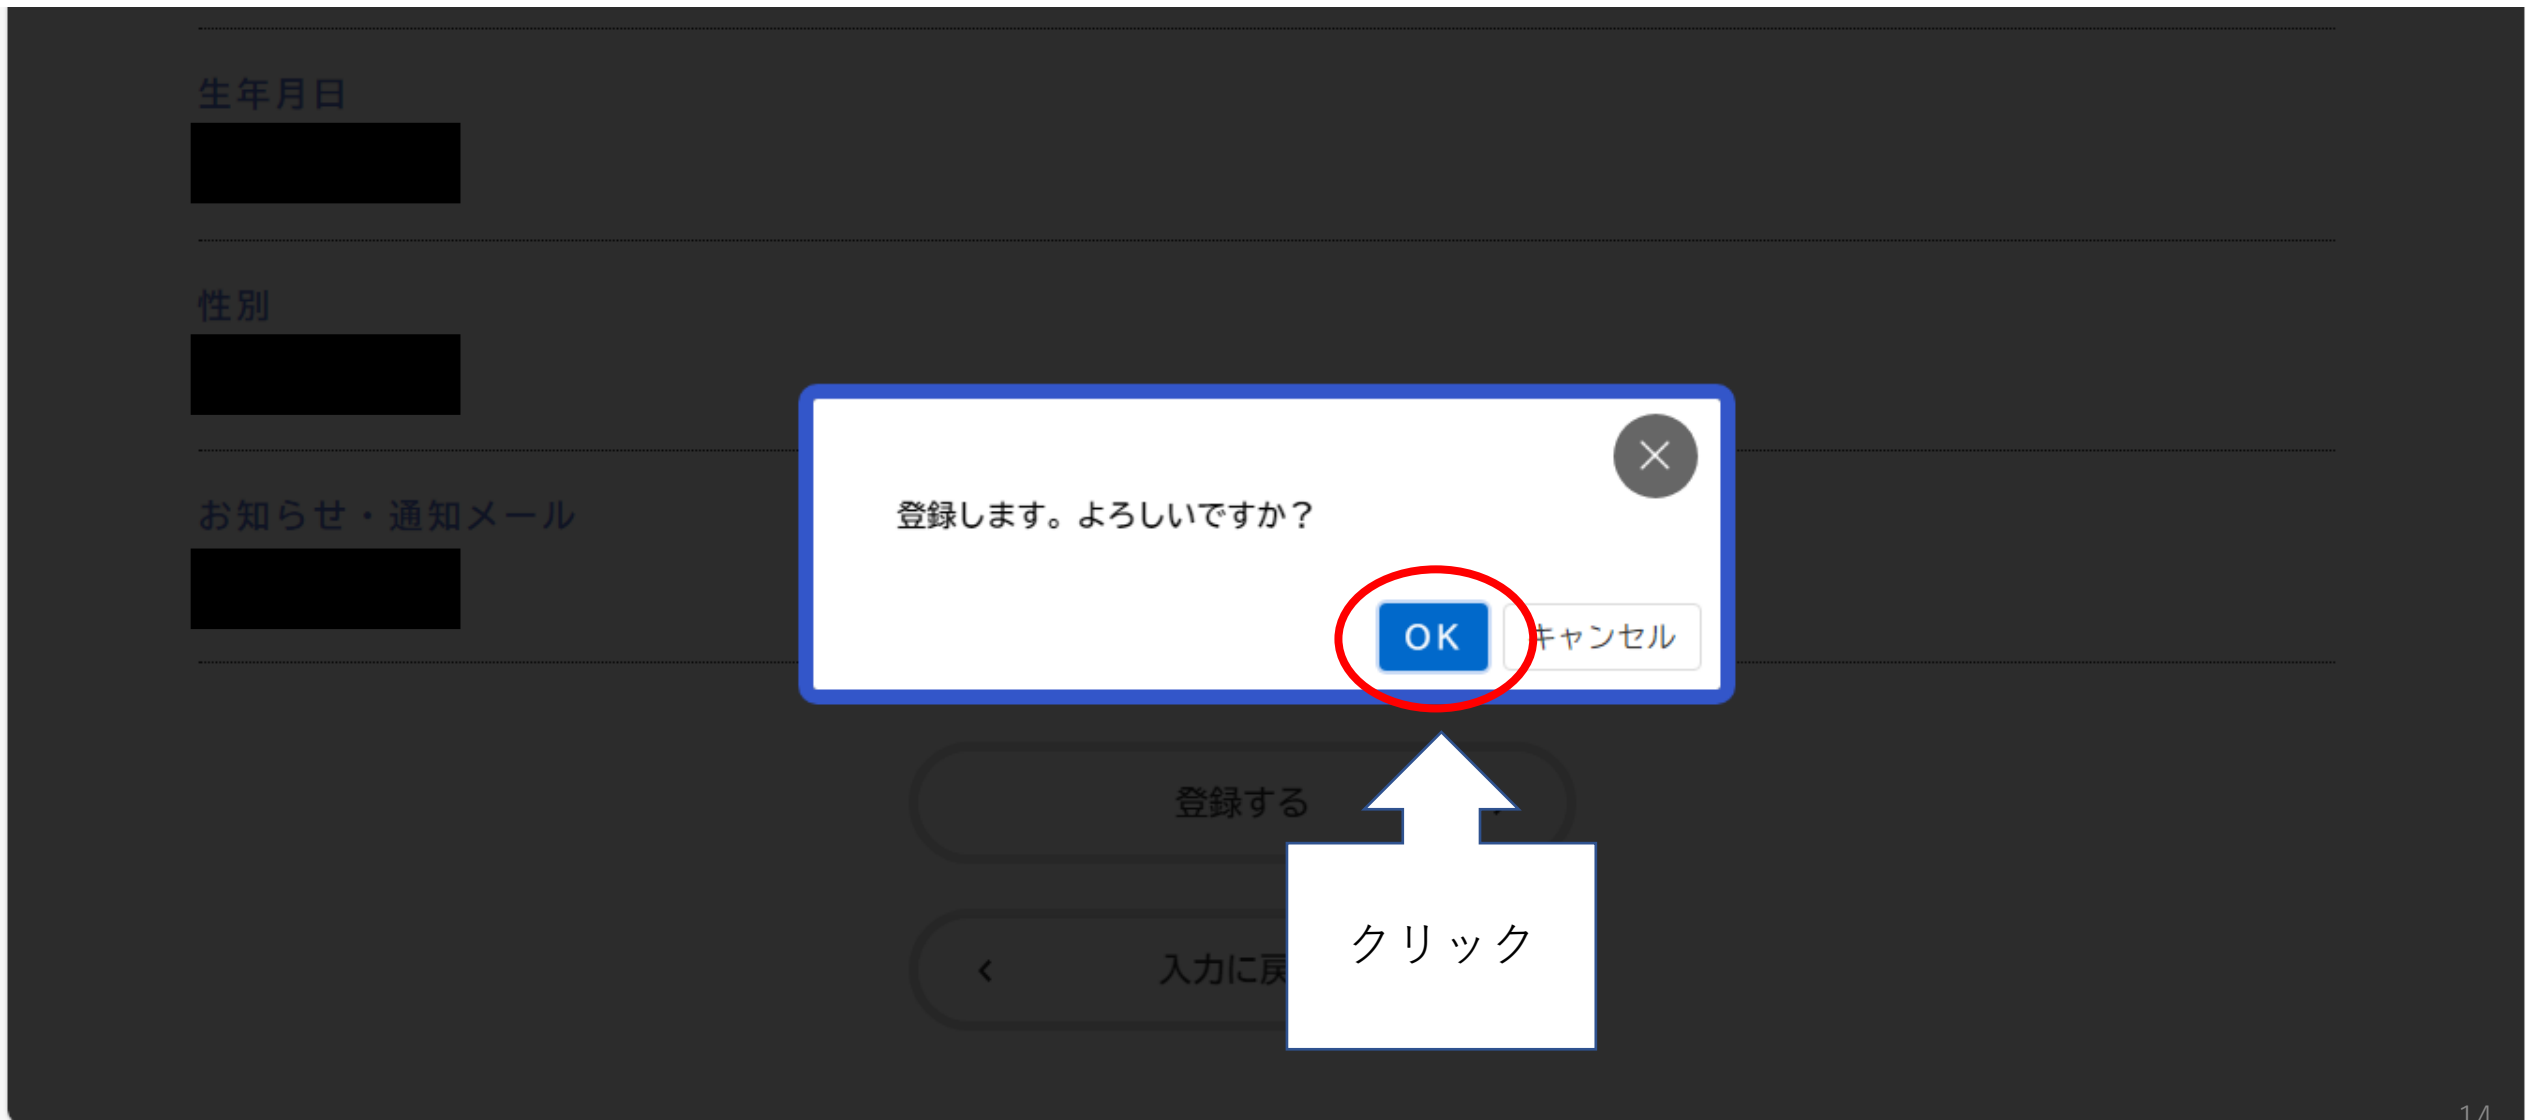 生年月日
性別
お知らせ・通知メール
登録します。よろしいですか？
OK
キャンセル
登録する
入力に戻
クリック
14